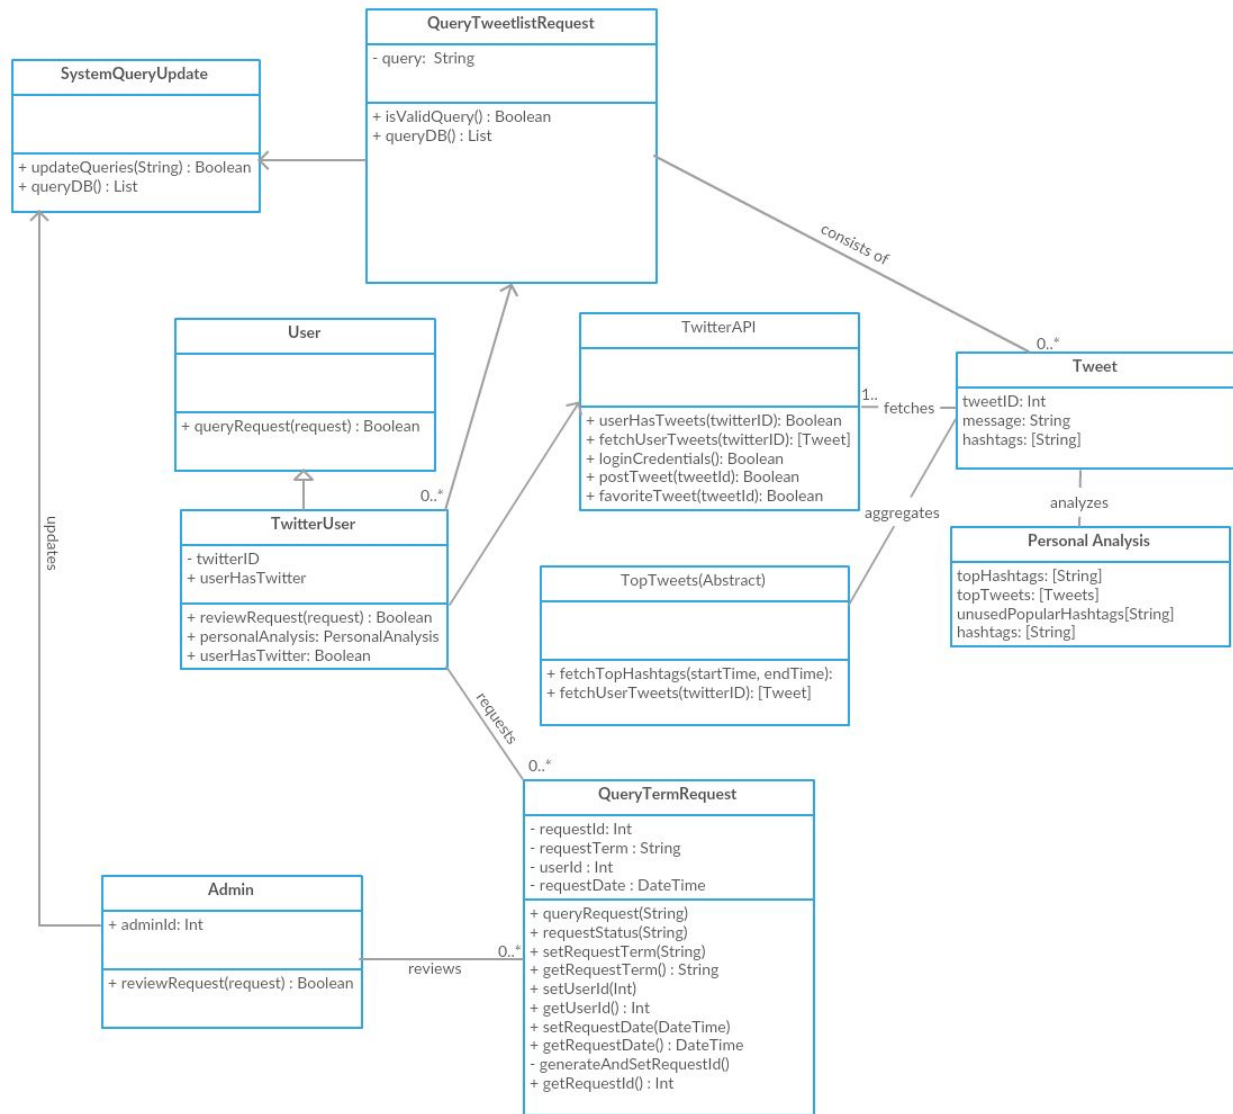 QueryTweetlistRequest
- query:  String
+ isValidQuery() : Boolean
+ queryDB() : List
SystemQueryUpdate
+ updateQueries(String) : Boolean
+ queryDB() : List
consists of
0..*
User
+ queryRequest(request) : Boolean
0..*
TwitterAPI
+ userHasTweets(twitterID): Boolean
+ fetchUserTweets(twitterID): [Tweet]
+ loginCredentials(): Boolean
+ postTweet(tweetId): Boolean
+ favoriteTweet(tweetId): Boolean
1..
fetches
Tweet
tweetID: Int
message: String
hashtags: [String]
updates
TwitterUser
- twitterID
+ userHasTwitter
+ reviewRequest(request) : Boolean
+ personalAnalysis: PersonalAnalysis
+ userHasTwitter: Boolean
aggregates
analyzes
TopTweets(Abstract)
+ fetchTopHashtags(startTime, endTime):
+ fetchUserTweets(twitterID): [Tweet]
Personal Analysis
topHashtags: [String]
topTweets: [Tweets]
unusedPopularHashtags[String]
hashtags: [String]
requests
0..*
QueryTermRequest
- requestId: Int
- requestTerm : String
- userId : Int
- requestDate : DateTime
+ queryRequest(String)
+ requestStatus(String)
+ setRequestTerm(String)
+ getRequestTerm() : String
+ setUserId(Int)
+ getUserId() : Int
+ setRequestDate(DateTime)
+ getRequestDate() : DateTime
- generateAndSetRequestId()
+ getRequestId() : Int
Admin
+ adminId: Int
+ reviewRequest(request) : Boolean
0..*
reviews